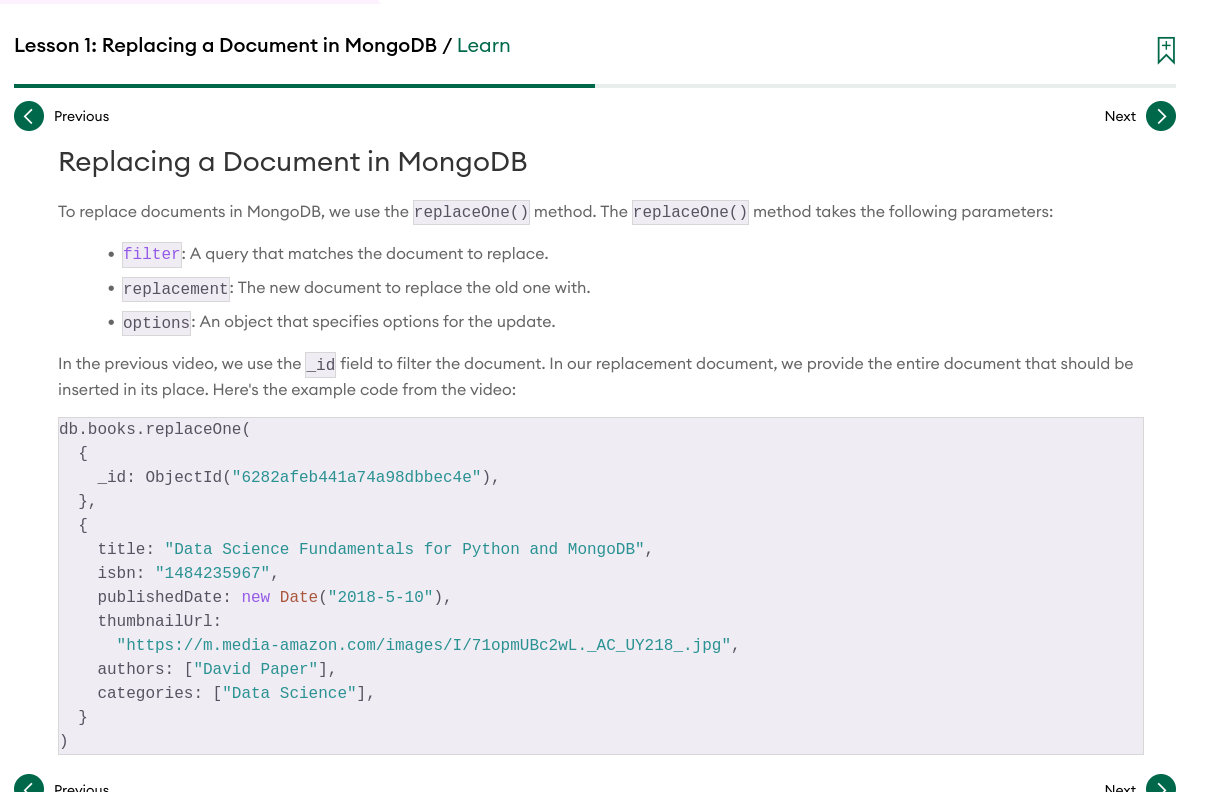 Lesson 1: Replacing a Document in MongoDB / Learn
Previous
Next
Replacing a Document in MongoDB
To replace documents in MongoDB, we use the replaceOne() method. The replaceOne() method takes the following parameters:
• filter: A query that matches the document to replace.
• replacement: The new document to replace the old one with.
• options: An object that specifies options for the update.
In the previous video, we use the _id field to filter the document. In our replacement document, we provide the entire document that should be
inserted in its place. Here's the example code from the video:
db.books.replaceOne(
  {
    _id: ObjectId("6282afeb441a74a98dbbec4e"),
  },
  {
    title: "Data Science Fundamentals for Python and MongoDB",
    isbn: "1484235967",
    publishedDate: new Date("2018-5-10"),
    thumbnailUrl:
      "https://m.media-amazon.com/images/I/71opmUBc2wL._AC_UY218_.jpg",
    authors: ["David Paper"],
    categories: ["Data Science"],
  }
)
Previous
Next